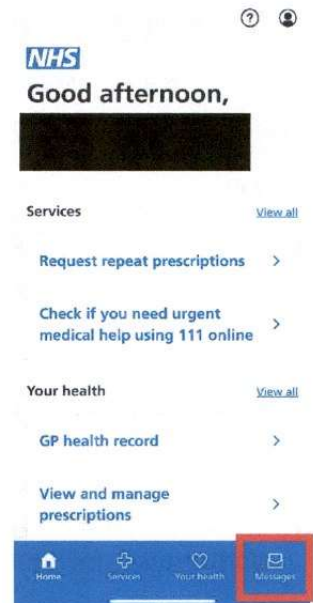 NHS
Good afternoon,
Services View all
Request repeat prescriptions
Check if you need urgent
medical help using 111 online
Your health View all
GP health record
View and manage
prescriptions
Home Services Your health Messages